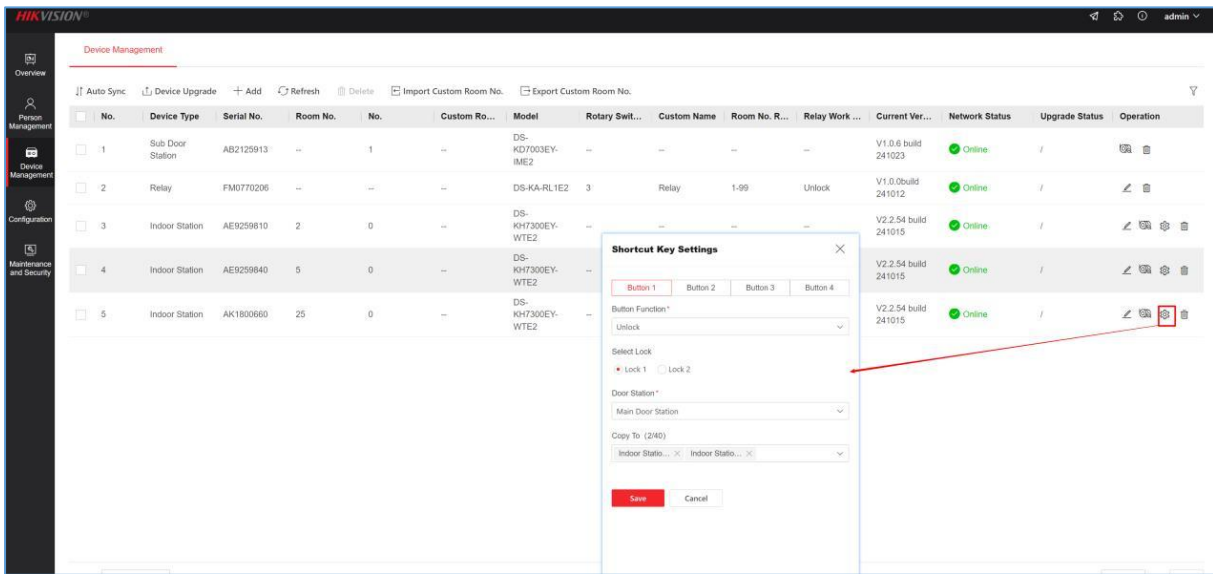 HIKVISION®
admin
Overview
Person
Management
Device
Management
Configuration
Maintenance
and Security
Device Management
Auto Sync Device Upgrade + Add Refresh Delete Import Custom Room No. Export Custom Room No.
No. Device Type Serial No. Room No. No. Custom Ro... Model Rotary Swit... Custom Name Room No. R... Relay Work ... Current Ver... Network Status Upgrade Status Operation
1 Sub Door Station AB2125913 -- 1 -- DS-KD7003EY-IME2 -- -- -- -- V1.0.6 build 241023 Online /
2 Relay FM0770206 -- -- -- DS-KA-RL1E2 3 Relay 1-99 Unlock V1.0.0build 241012 Online /
3 Indoor Station AE9259810 2 0 -- DS-KH7300EY-WTE2 -- -- -- -- V2.2.54 build 241015 Online /
4 Indoor Station AE9259840 5 0 -- DS-KH7300EY-WTE2 -- V2.2.54 build 241015 Online /
5 Indoor Station AK1800660 25 0 -- DS-KH7300EY-WTE2 -- V2.2.54 build 241015 Online /
Shortcut Key Settings
Button 1 Button 2 Button 3 Button 4
Button Function*
Unlock
Select Lock
Lock 1 Lock 2
Door Station*
Main Door Station
Copy To (2/40)
Indoor Statio... × Indoor Statio... ×
Save Cancel